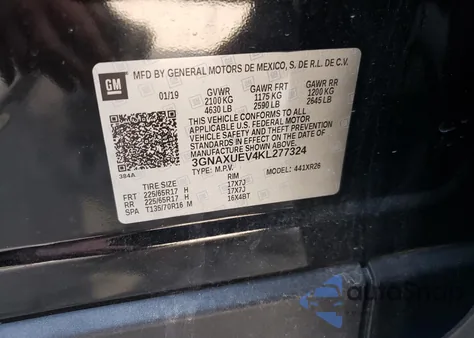 GM
MFD BY GENERAL MOTORS DE MEXICO, S. DE R.L. DE C.V.
01/19 GVWR GAWR FRT GAWR RR
2100 KG 1175 KG 1200 KG
4630 LB 2590 LB 2645 LB
THIS VEHICLE CONFORMS TO ALL APPLICABLE
U.S. FEDERAL MOTOR VEHICLE SAFETY, BUMPER,
AND THEFT PREVENTION STANDARDS IN
EFFECT ON THE DATE OF
MANUFACTURE SHOWN ABOVE.
3GNAXUEV4KL277324
TYPE: M.P.V. MODEL: 441XR26
384A
TIRE SIZE RIM
FRT 225/65R17 H 17X7J
RR 225/65R17 H 17X7J
SPA T135/70R16 M 16X4BT